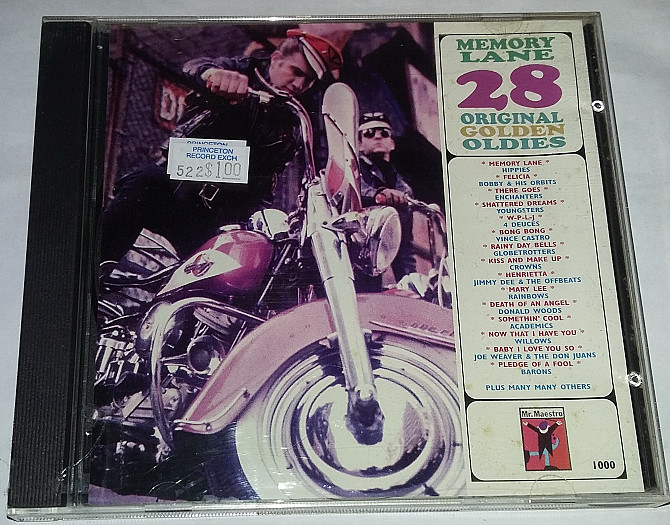 MEMORY
LANE
28
ORIGINAL
GOLDEN
OLDIES
PRINCETON
PRINCETON
RECORD EXCH
522 $1.00
* MEMORY LANE *
HIPPIES
* FELICIA *
BOBBY & HIS ORBITS
* THERE GOES *
ENCHANTERS
* SHATTERED DREAMS *
YOUNGSTERS
* W-P-L-J *
4 DEUCES
* BONG BONG *
VINCE CASTRO
* RAINY DAY BELLS *
GLOBETROTTERS
* KISS AND MAKE UP *
CROWNS
* HENRIETTA *
JIMMY DEE & THE OFFBEATS
* MARY LEE *
RAINBOWS
* DEATH OF AN ANGEL *
DONALD WOODS
* SOMETHIN' COOL *
ACADEMICS
* NOW THAT I HAVE YOU *
WILLOWS
* BABY I LOVE YOU SO *
JOE WEAVER & THE DON JUANS
* PLEDGE OF A FOOL *
BARONS
PLUS MANY MANY OTHERS
Mr. Maestro
1000